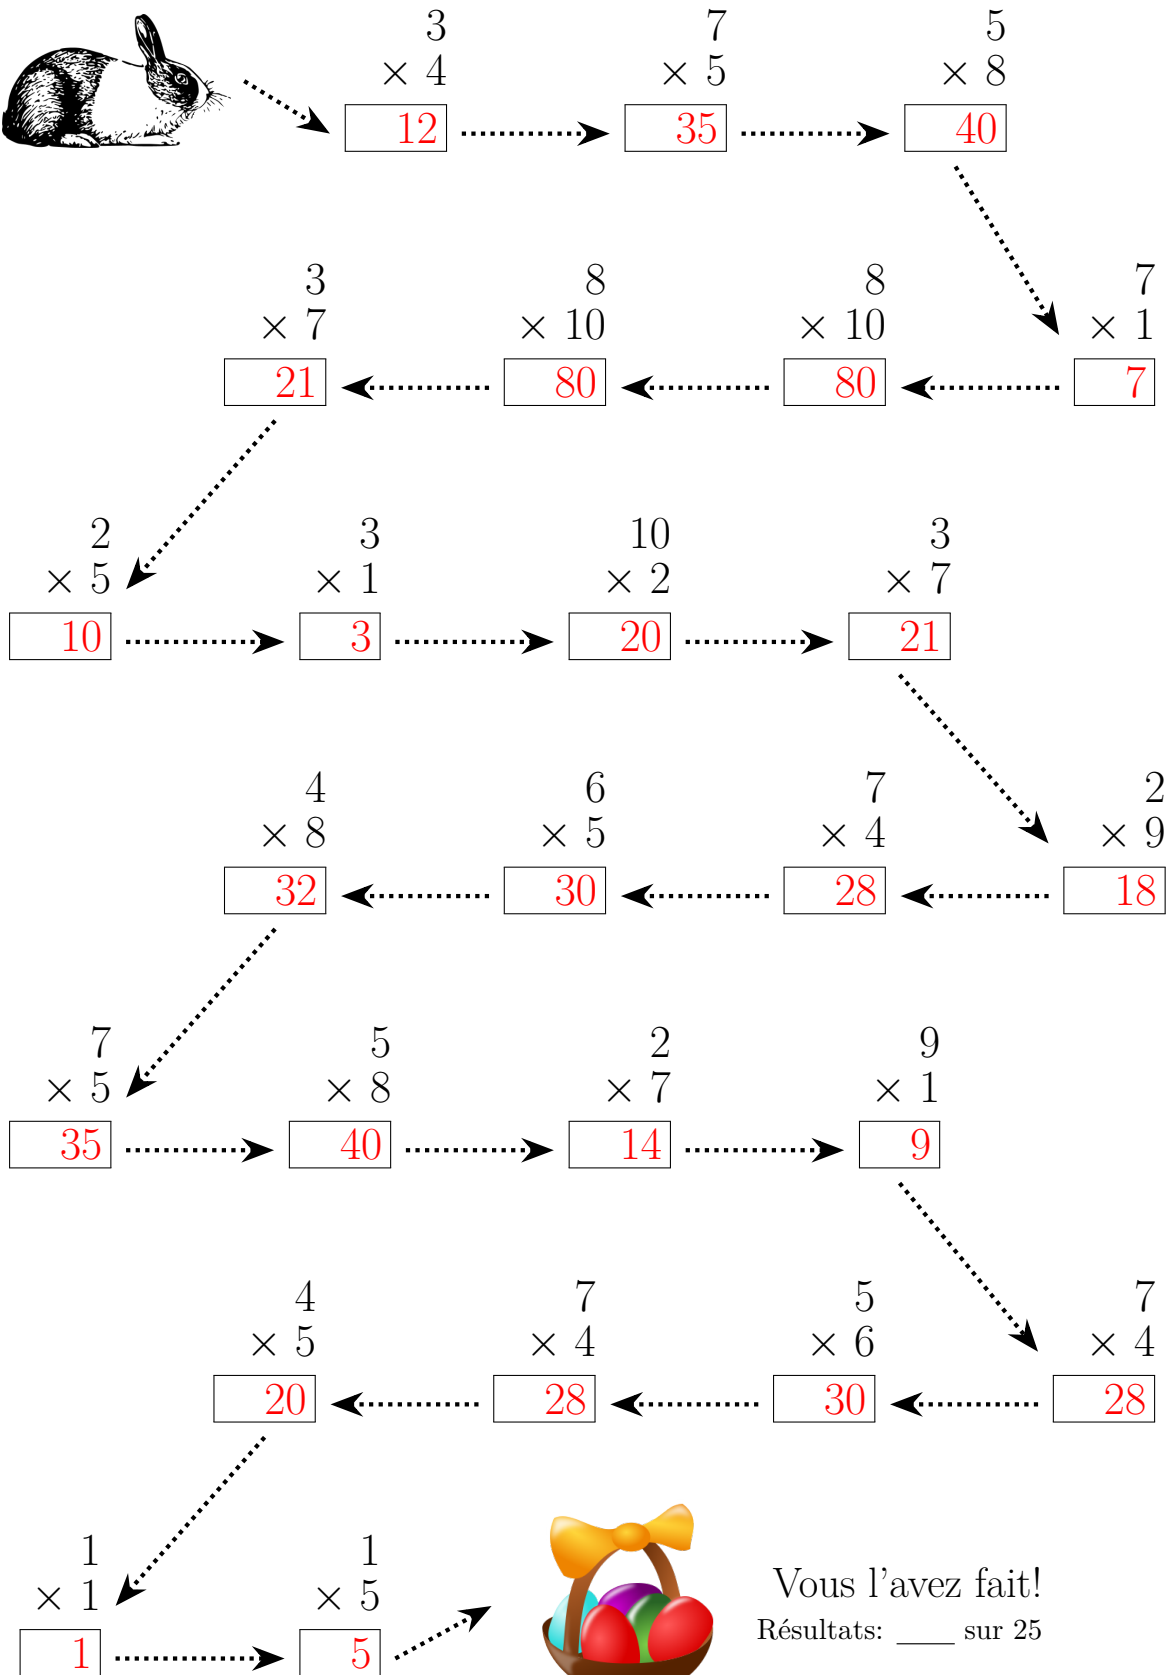 3 7 5
× 4 × 5 × 8
12 35 40
3 8 8 7
× 7 × 10 × 10 × 1
21 80 80 7
2 3 10 3
× 5 × 1 × 2 × 7
10 3 20 21
4 6 7 2
× 8 × 5 × 4 × 9
32 30 28 18
7 5 2 9
× 5 × 8 × 7 × 1
35 40 14 9
4 7 5 7
× 5 × 4 × 6 × 4
20 28 30 28
1 1
× 1 × 5
1 5
Vous l'avez fait!
Résultats: ____ sur 25